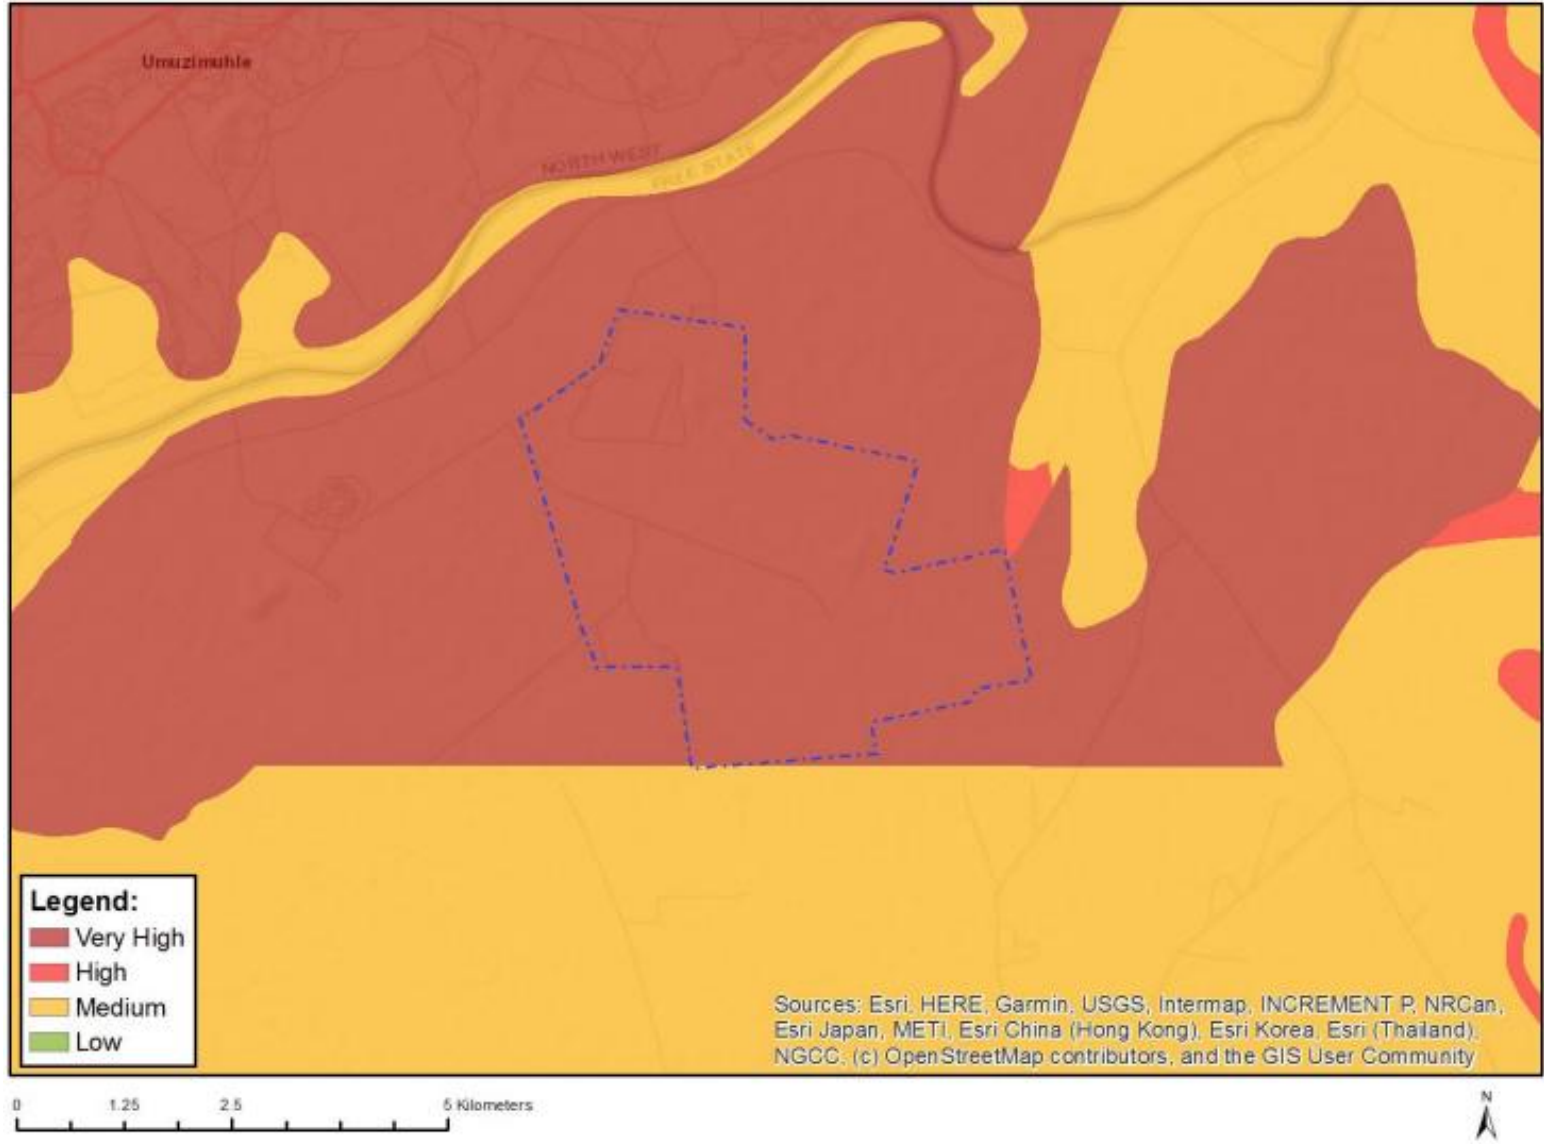 Umuzimuhle
NORTH WEST
FREE STATE
Legend:
Very High
High
Medium
Low
Sources: Esri, HERE, Garmin, USGS, Intermap, INCREMENT P, NRCan,
Esri Japan, METI, Esri China (Hong Kong), Esri Korea, Esri (Thailand),
NGCC, (c) OpenStreetMap contributors, and the GIS User Community
0 1.25 2.5 5 Kilometers
N